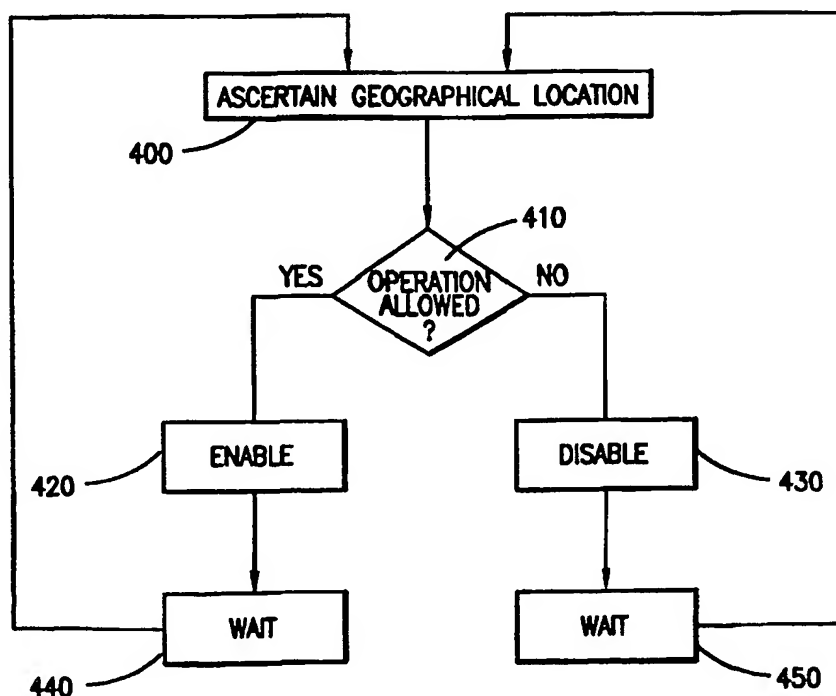 ASCERTAIN GEOGRAPHICAL LOCATION
400
410
YES
OPERATION
ALLOWED
?
NO
ENABLE
420
DISABLE
430
WAIT
440
WAIT
450